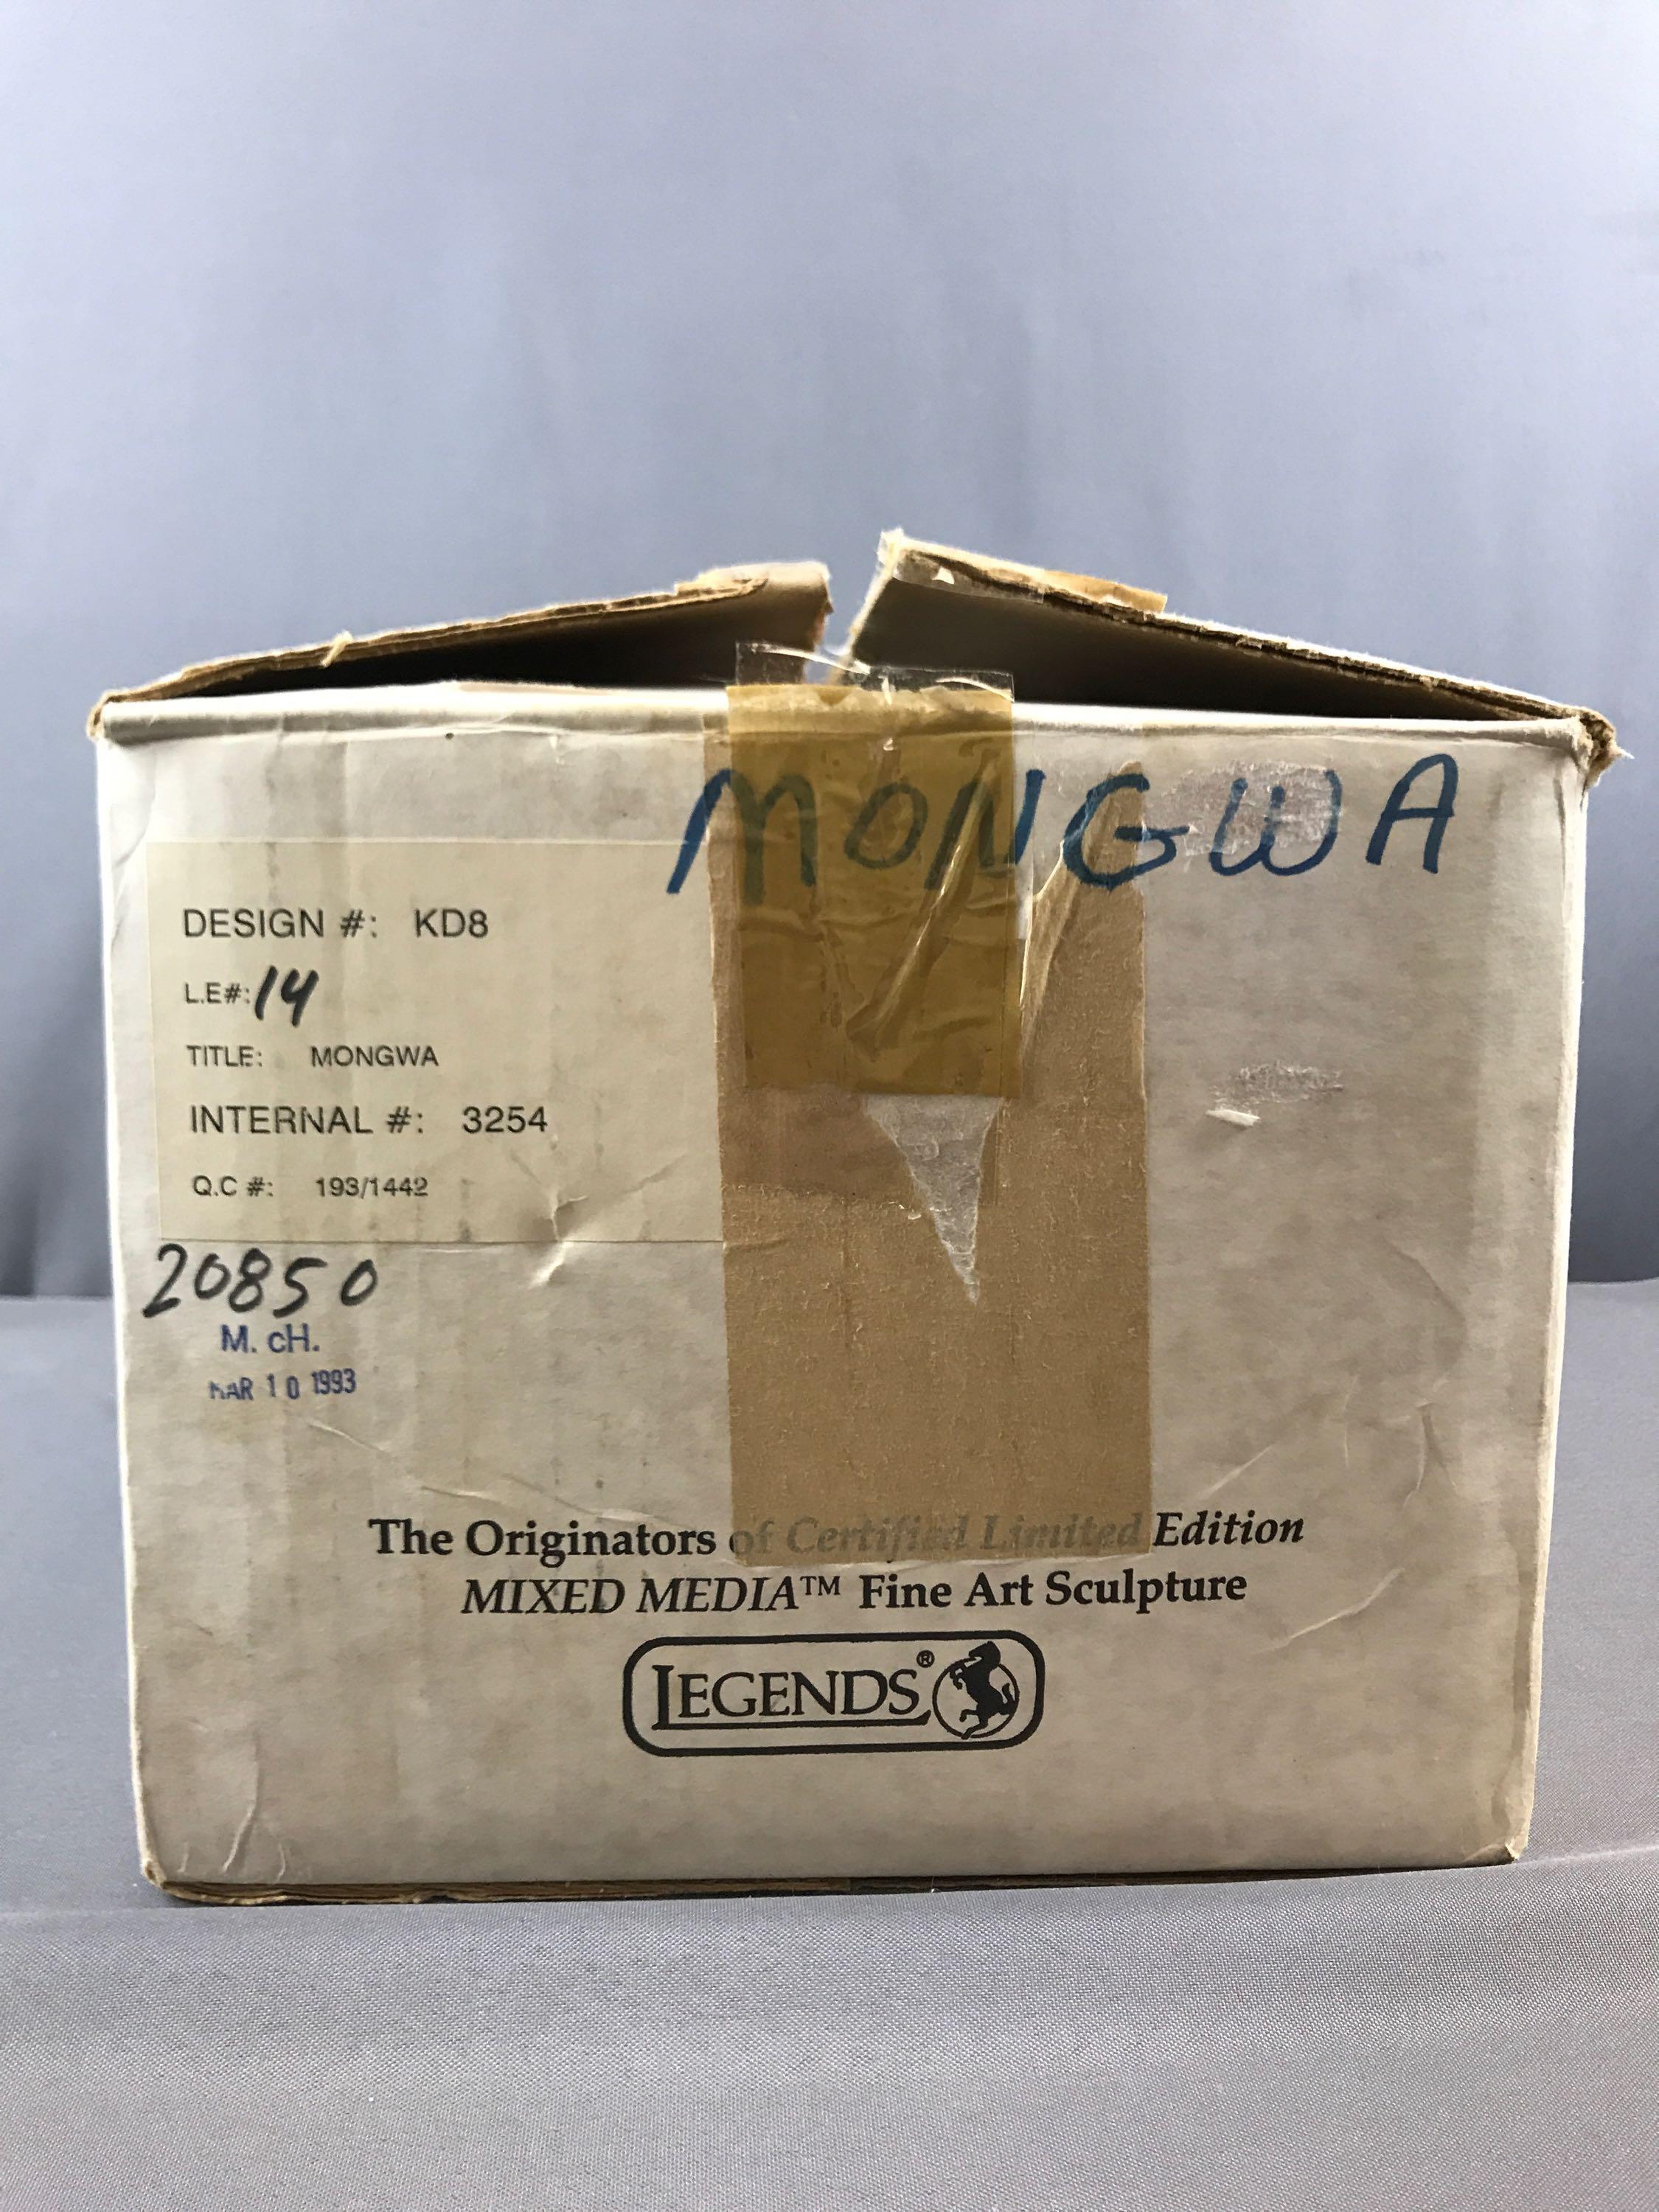 MONGWA
DESIGN #: KD8
L.E#: 14
TITLE: MONGWA
INTERNAL #: 3254
Q.C #: 193/1442
20850
M. cH.
MAR 10 1993
The Originators of Certified Limited Edition
MIXED MEDIA™ Fine Art Sculpture
LEGENDS®